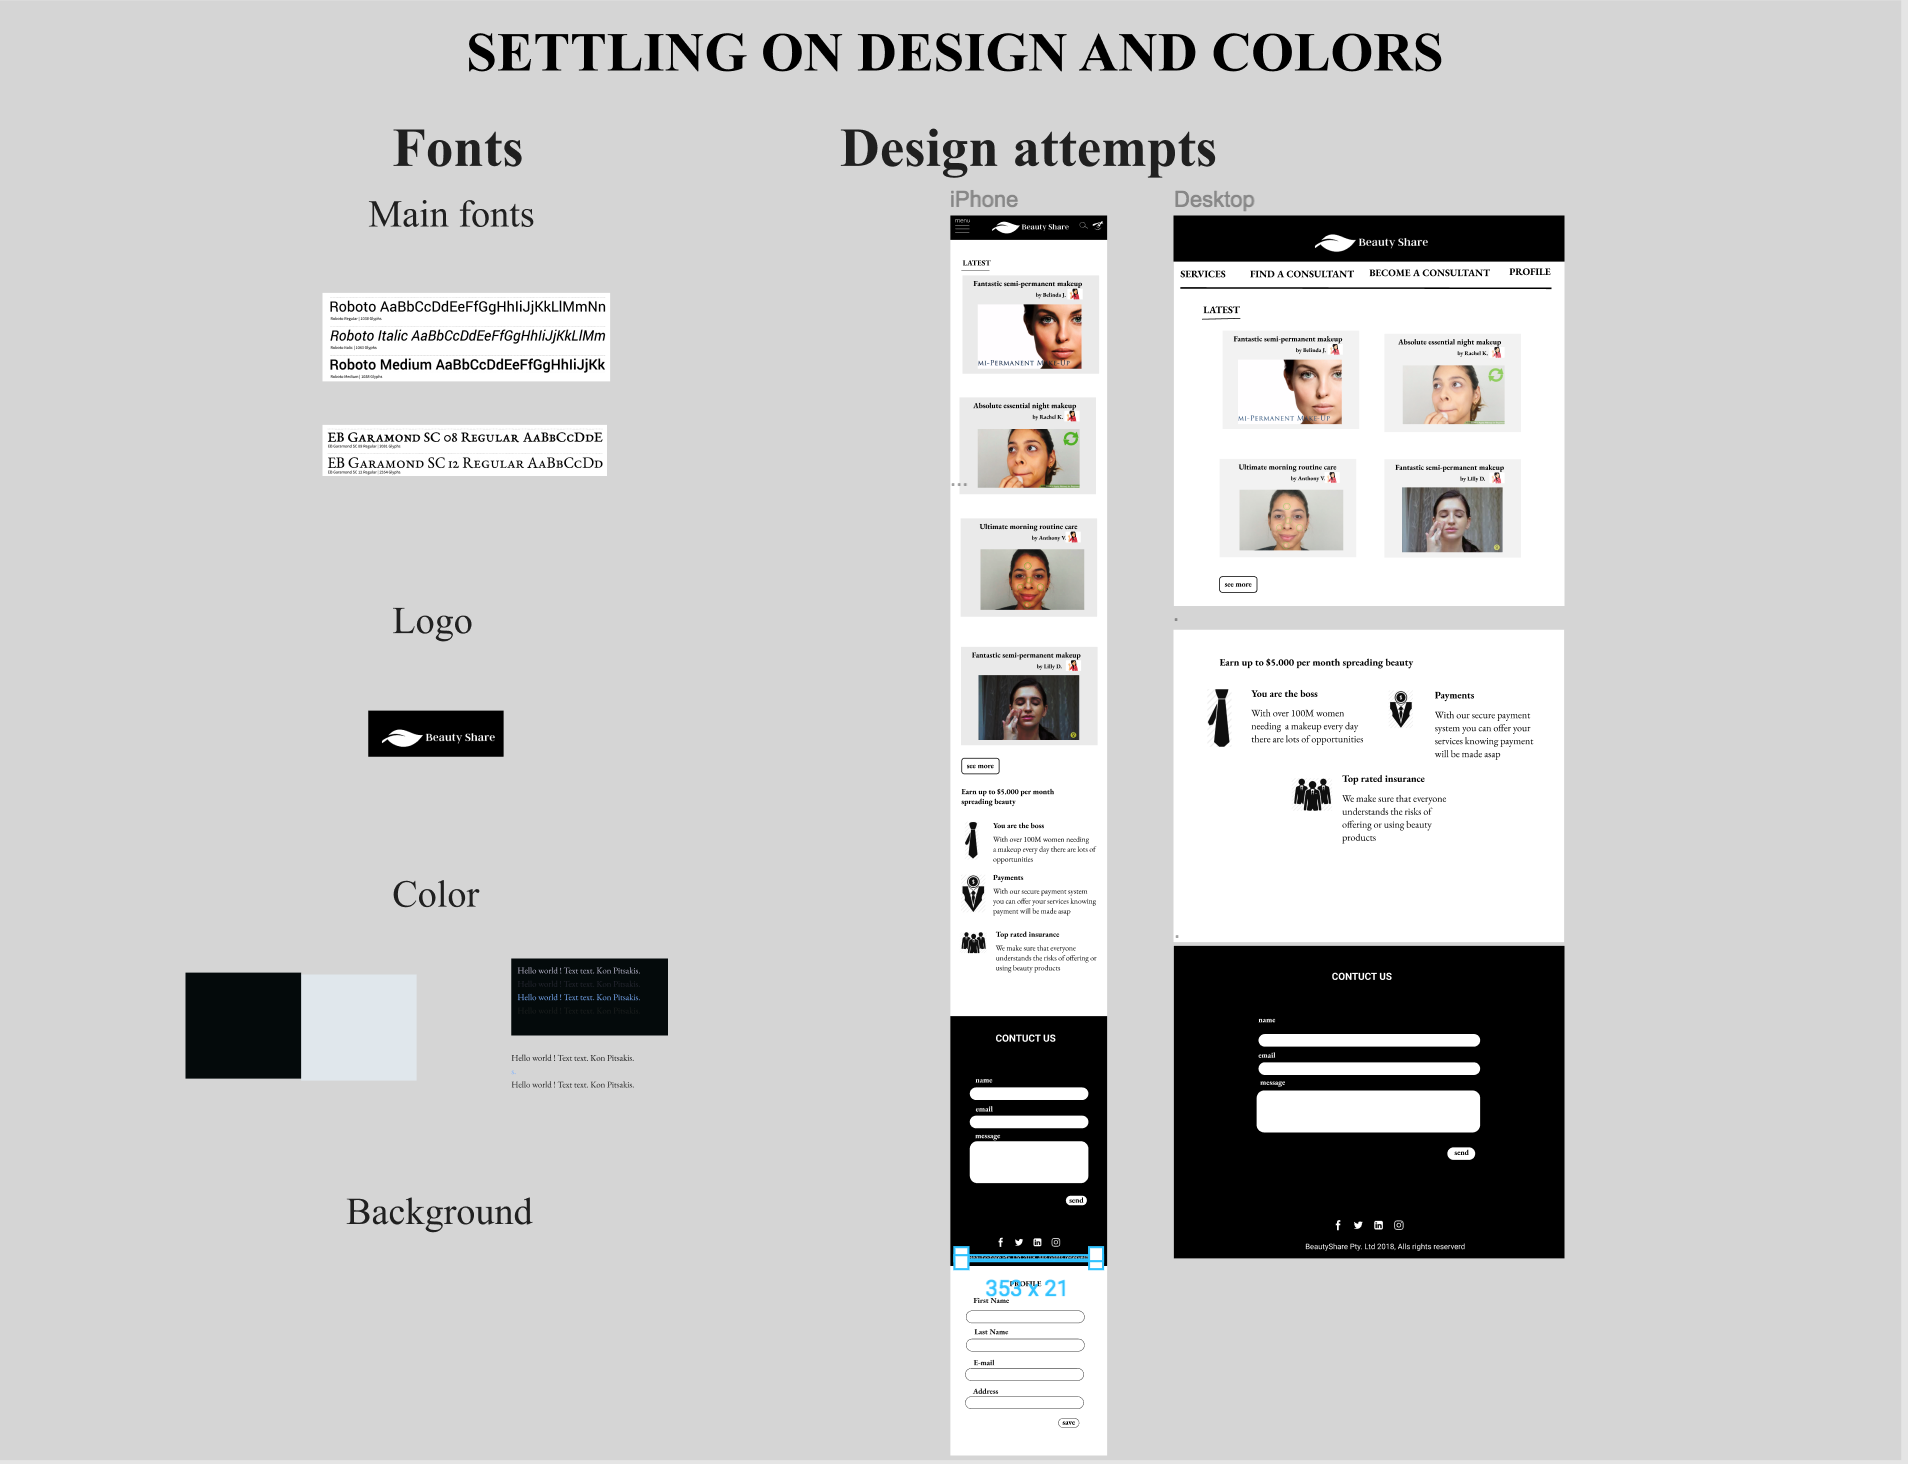 SETTLING ON DESIGN AND COLORS
Fonts
Main fonts
Roboto AaBbCcDdEeFfGgHhIiJjKkLlMmNn
Roboto Regular | 1038 Glyphs
Roboto Italic AaBbCcDdEeFfGgHhIiJjKkLlMm
Roboto Medium AaBbCcDdEeFfGgHhIiJjKk
EB Garamond SC 08 Regular AaBbCcDdE
EB Garamond SC 12 Regular AaBbCcDd
Logo
Beauty Share
Color
Hello world ! Text text. Kon Pitsakis.
Hello world ! Text text. Kon Pitsakis.
Hello world ! Text text. Kon Pitsakis.
Hello world ! Text text. Kon Pitsakis.
Hello world ! Text text. Kon Pitsakis.
Hello world ! Text text. Kon Pitsakis.
Background
Design attempts
iPhone
menu
Beauty Share
LATEST
Fantastic semi-permanent makeup
by Belinda J.
MI-PERMANENT MAKE-UP
Absolute essential night makeup
by Rachel K.
...
Ultimate morning routine care
by Anthony V.
Fantastic semi-permanent makeup
by Lilly D.
see more
Earn up to $5.000 per month
spreading beauty
You are the boss
With over 100M women needing
a makeup every day there are lots of
opportunities
Payments
With our secure payment system
you can offer your services knowing
payment will be made asap
Top rated insurance
We make sure that everyone
understands the risks of offering or
using beauty products
CONTUCT US
name
email
message
send
353 x 21
PROFILE
First Name
Last Name
E-mail
Address
save
Desktop
Beauty Share
SERVICES FIND A CONSULTANT BECOME A CONSULTANT PROFILE
LATEST
Fantastic semi-permanent makeup
by Belinda J.
MI-PERMANENT MAKE-UP
Absolute essential night makeup
by Rachel K.
Ultimate morning routine care
by Anthony V.
Fantastic semi-permanent makeup
by Lilly D.
see more
Earn up to $5.000 per month spreading beauty
You are the boss
With over 100M women
needing a makeup every day
there are lots of opportunities
Payments
With our secure payment
system you can offer your
services knowing payment
will be made asap
Top rated insurance
We make sure that everyone
understands the risks of
offering or using beauty
products
CONTUCT US
name
email
message
send
BeautyShare Pty. Ltd 2018, Alls rights reserverd